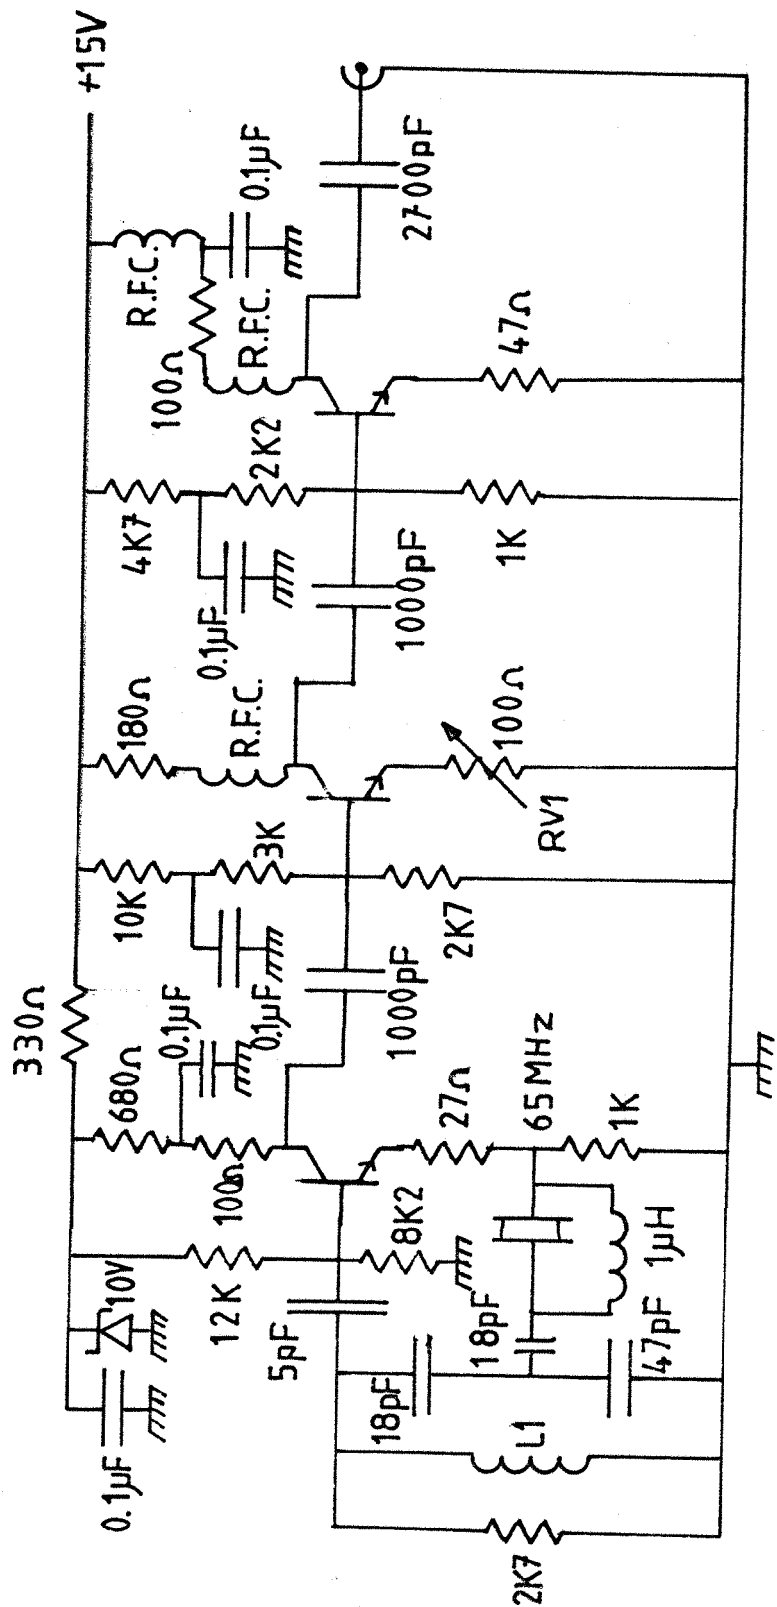 330Ω
+15V
0.1µF
10V
680Ω
0.1µF
10K
180Ω
4K7
R.F.C.
0.1µF
12K
100Ω
0.1µF
3K
R.F.C.
0.1µF
2K2
100Ω
R.F.C.
5pF
8K2
1000pF
1000pF
2700pF
18pF
18pF
27Ω
2K7
RV1
100Ω
1K
47Ω
65MHz
2K7
L1
47pF
1µH
1K